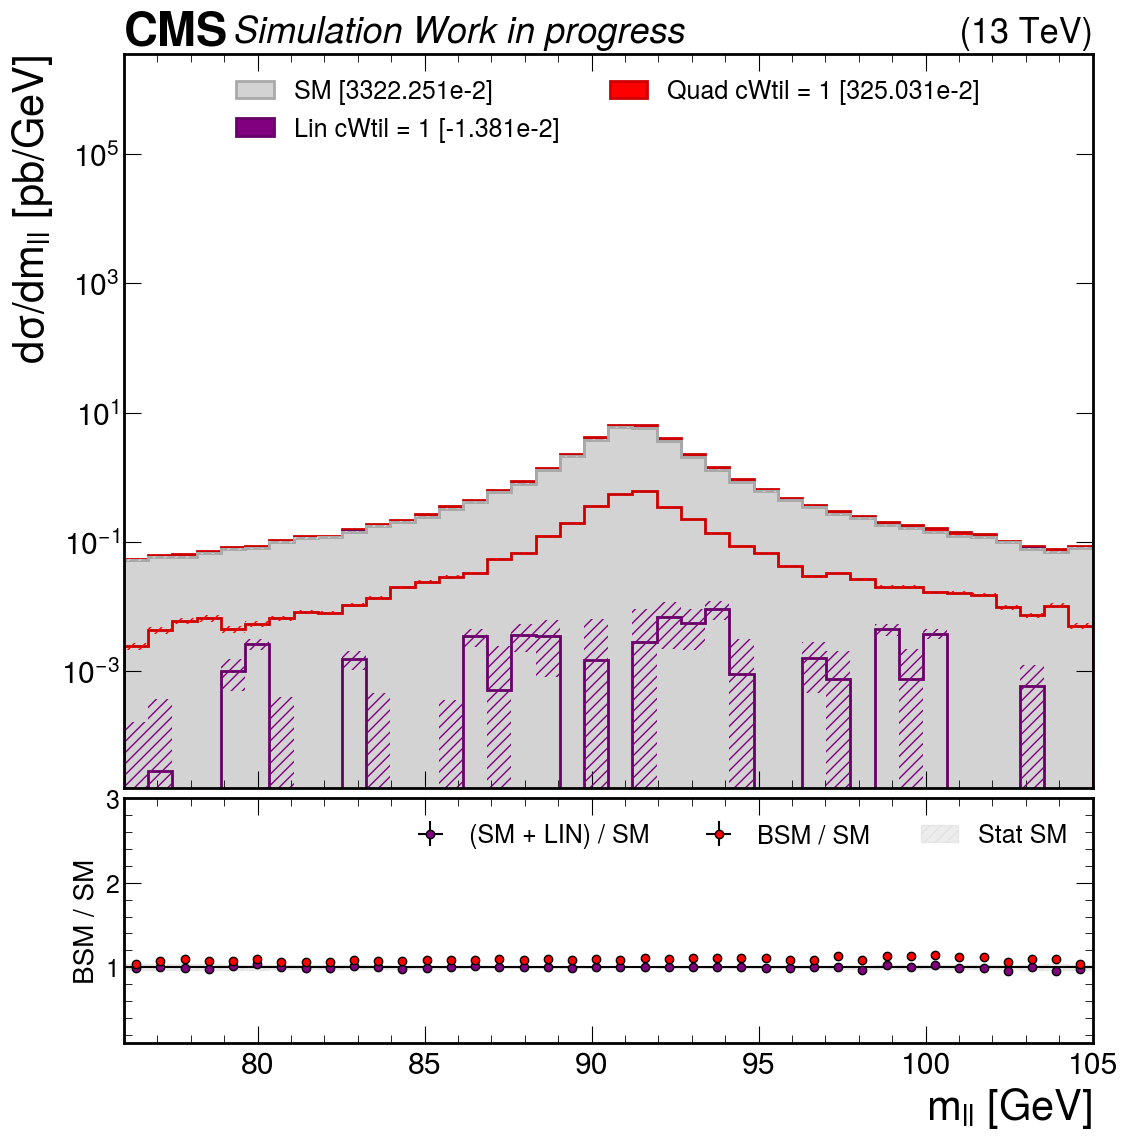 CMS Simulation Work in progress (13 TeV)
SM [3322.251e-2] Quad cWtil = 1 [325.031e-2]
Lin cWtil = 1 [-1.381e-2]
dσ/dm_ll [pb/GeV]
10^5
10^3
10^1
10^-1
10^-3
(SM + LIN) / SM BSM / SM Stat SM
BSM / SM
3
2
1
80 85 90 95 100 105
m_ll [GeV]